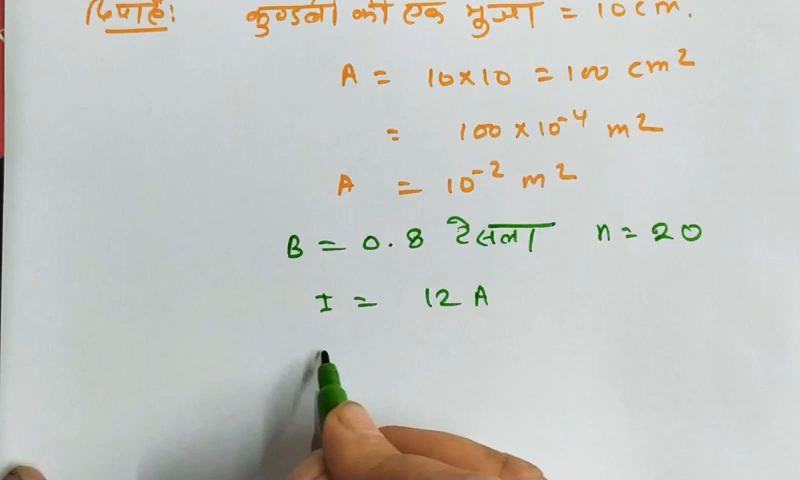 दिया है: कुण्डली की एक भुजा = 10 cm.
A = 10×10 = 100 cm²
= 100 × 10⁻⁴ m²
A = 10⁻² m²
B = 0.8 टेसला n = 20
I = 12 A